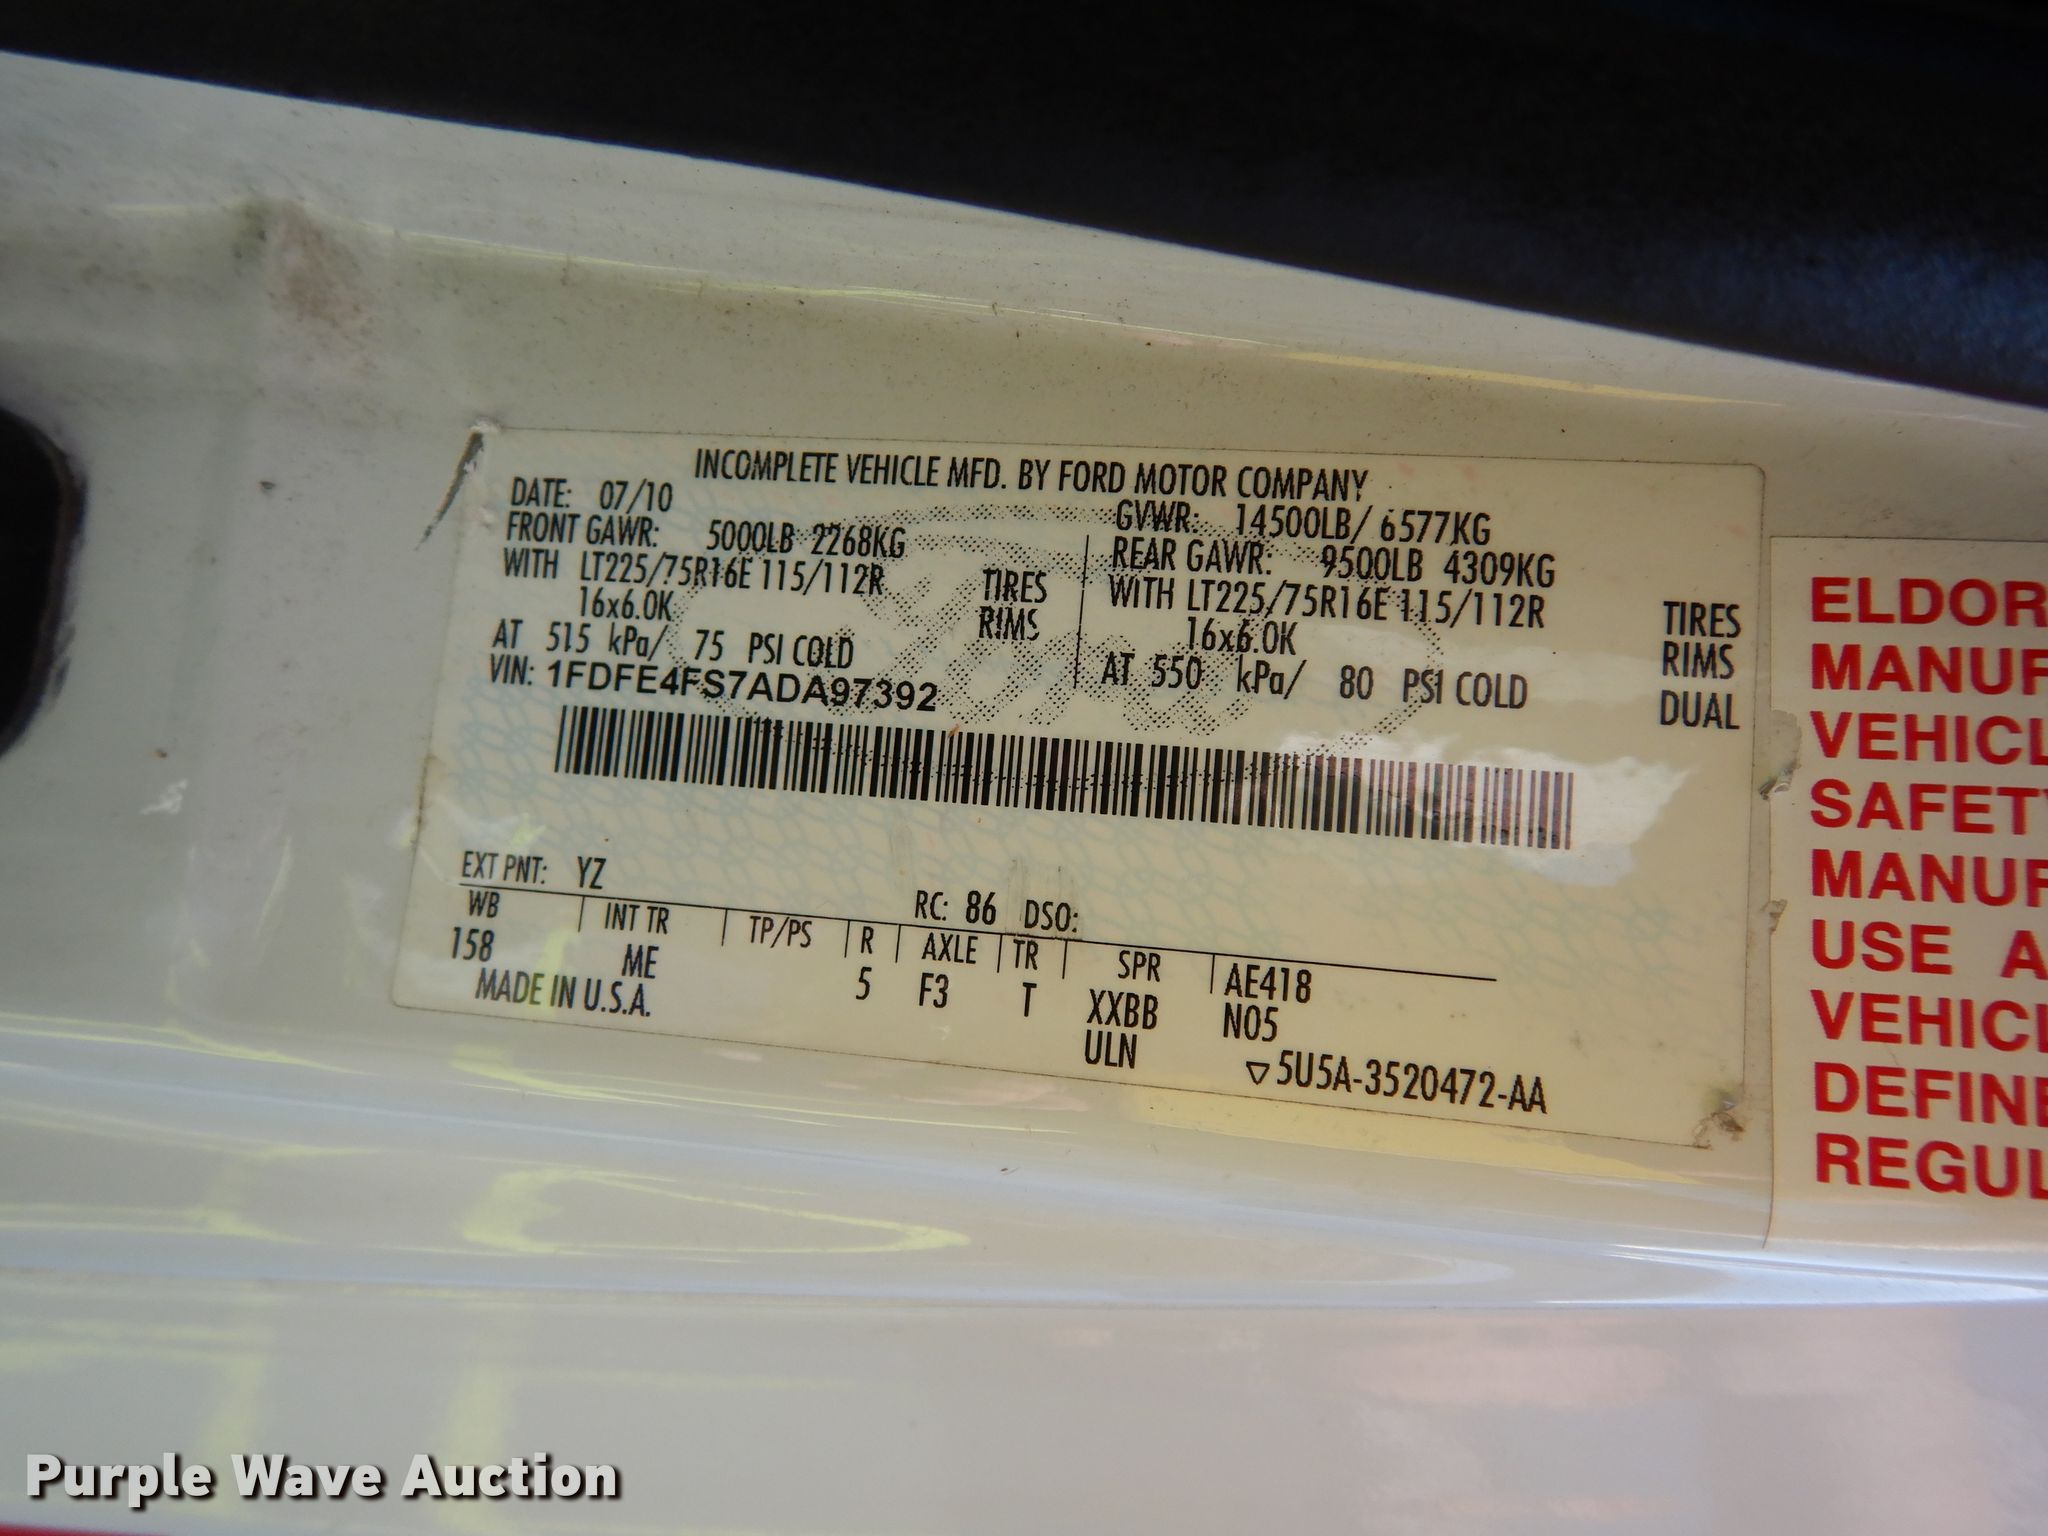 INCOMPLETE VEHICLE MFD. BY FORD MOTOR COMPANY
DATE: 07/10
GVWR: 14500LB/ 6577KG
FRONT GAWR: 5000LB 2268KG
REAR GAWR: 9500LB 4309KG
WITH LT225/75R16E 115/112R TIRES
WITH LT225/75R16E 115/112R TIRES
16x6.0K RIMS
16x6.0K RIMS
AT 515 kPa/ 75 PSI COLD
AT 550 kPa/ 80 PSI COLD DUAL
VIN: 1FDFE4FS7ADA97392
EXT PNT: YZ RC: 86 DSO:
WB INT TR TP/PS R AXLE TR SPR AE418
158 ME 5 F3 T XXBB N05
MADE IN U.S.A. ULN ▽5U5A-3520472-AA
ELDOR
MANUF
VEHICL
SAFETY
MANUF
USE A
VEHICL
DEFINE
REGUL
Purple Wave Auction